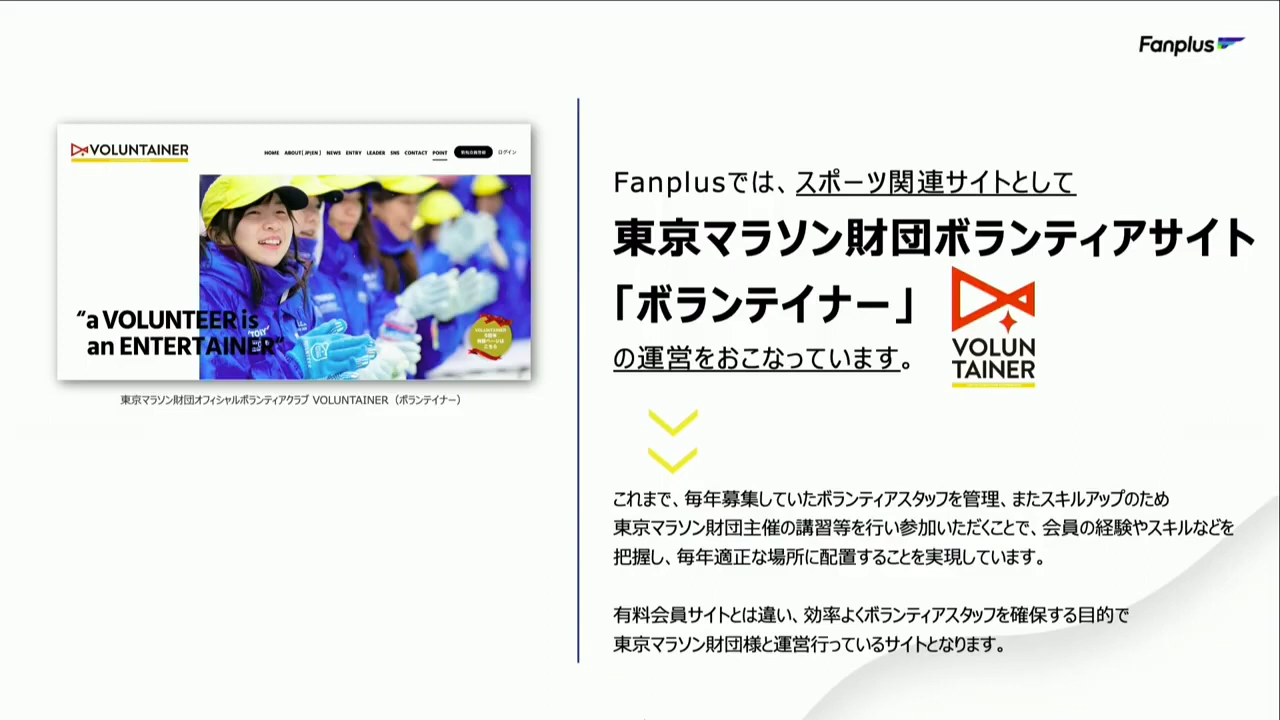 Fanplus
VOLUNTAINER
HOME ABOUT[JP|EN] NEWS ENTRY LEADER SNS CONTACT POINT 新規会員登録 ログイン
“a VOLUNTEER is
an ENTERTAINER“
VOLUNTAINER
こちら
東京マラソン財団オフィシャルボランティアクラブ VOLUNTAINER（ボランテイナー）
Fanplusでは、スポーツ関連サイトとして
東京マラソン財団ボランティアサイト
「ボランテイナー」
VOLUN
TAINER
の運営をおこなっています。
これまで、毎年募集していたボランティアスタッフを管理、またスキルアップのため
東京マラソン財団主催の講習等を行い参加いただくことで、会員の経験やスキルなどを
把握し、毎年適正な場所に配置することを実現しています。
有料会員サイトとは違い、効率よくボランティアスタッフを確保する目的で
東京マラソン財団様と運営行っているサイトとなります。